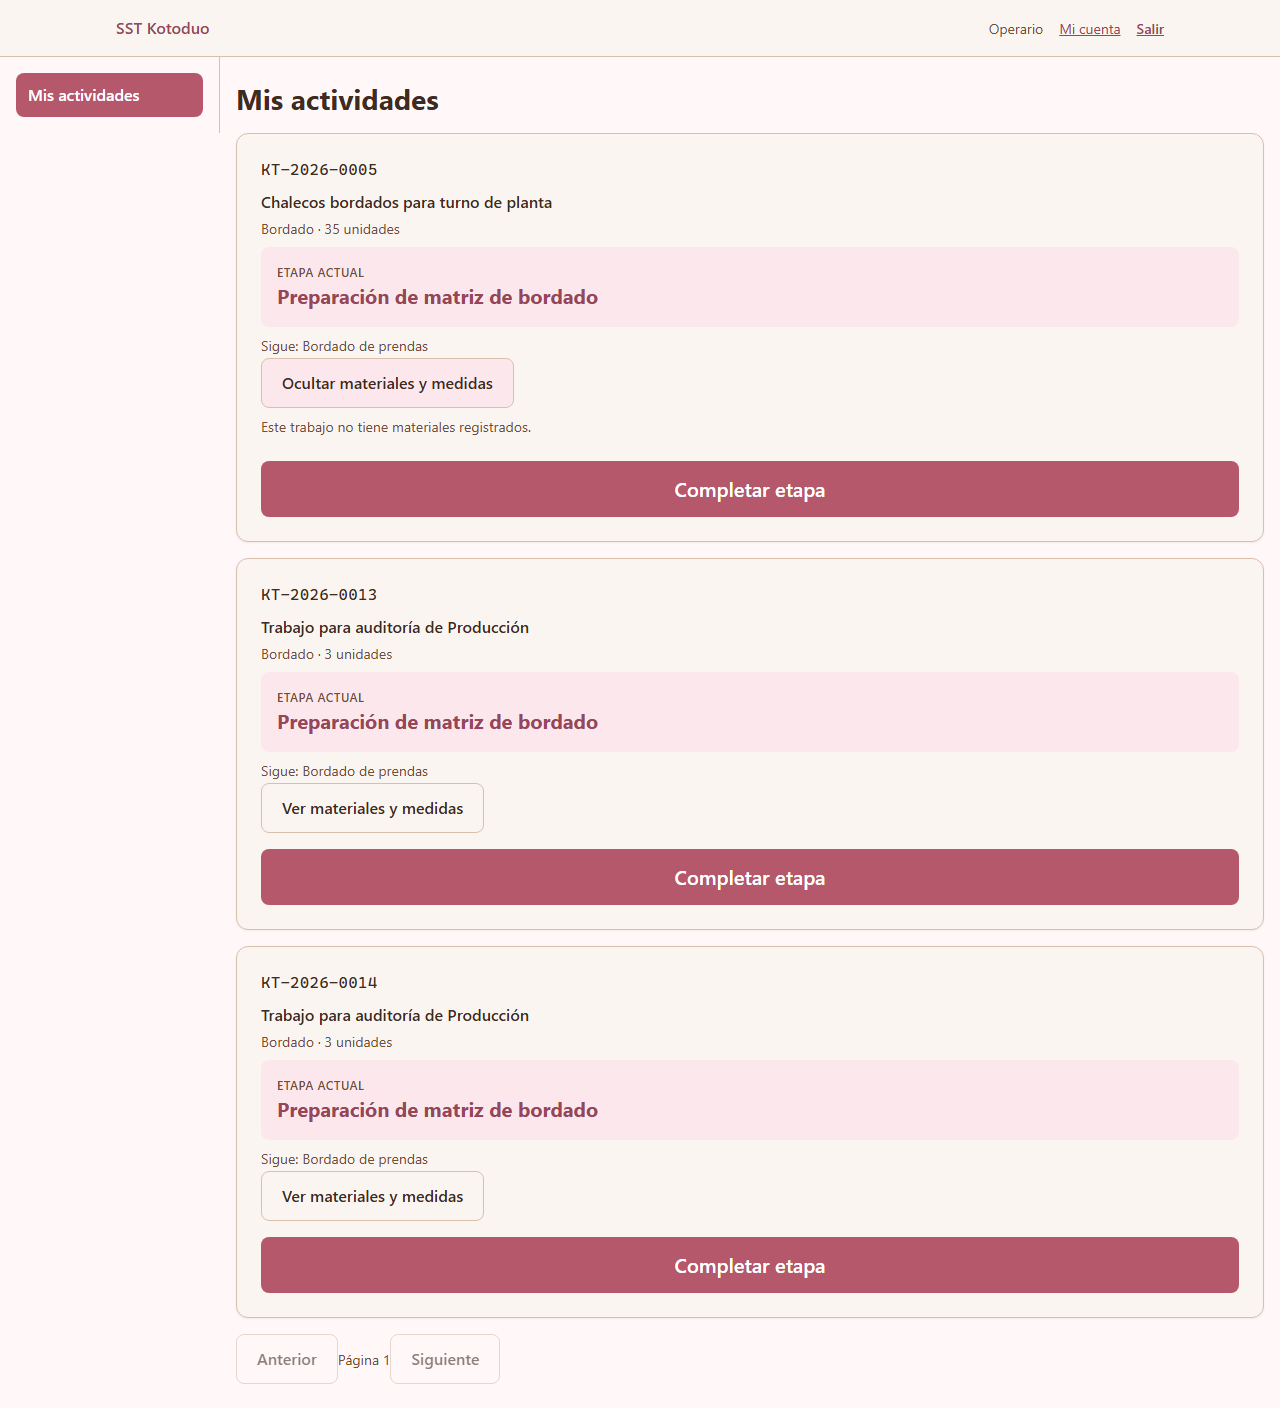 SST Kotoduo
Operario Mi cuenta Salir
Mis actividades
Mis actividades
KT-2026-0005
Chalecos bordados para turno de planta
Bordado · 35 unidades
ETAPA ACTUAL
Preparación de matriz de bordado
Sigue: Bordado de prendas
Ocultar materiales y medidas
Este trabajo no tiene materiales registrados.
Completar etapa
KT-2026-0013
Trabajo para auditoría de Producción
Bordado · 3 unidades
ETAPA ACTUAL
Preparación de matriz de bordado
Sigue: Bordado de prendas
Ver materiales y medidas
Completar etapa
KT-2026-0014
Trabajo para auditoría de Producción
Bordado · 3 unidades
ETAPA ACTUAL
Preparación de matriz de bordado
Sigue: Bordado de prendas
Ver materiales y medidas
Completar etapa
Anterior Página 1 Siguiente